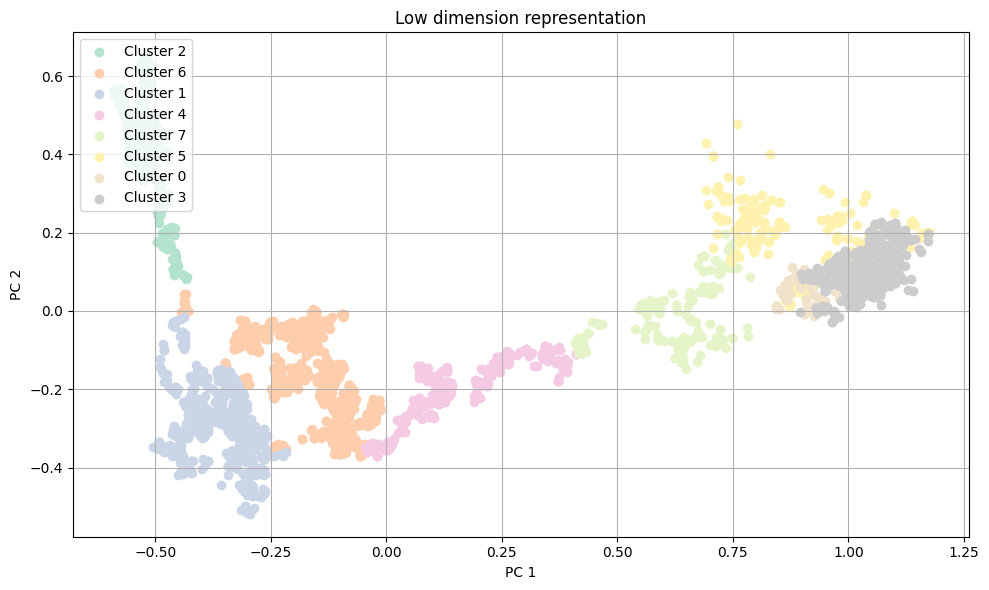 Low dimension representation
Cluster 2
Cluster 6
Cluster 1
Cluster 4
Cluster 7
Cluster 5
Cluster 0
Cluster 3
0.6
0.4
0.2
0.0
−0.2
−0.4
PC 2
−0.50 −0.25 0.00 0.25 0.50 0.75 1.00 1.25
PC 1